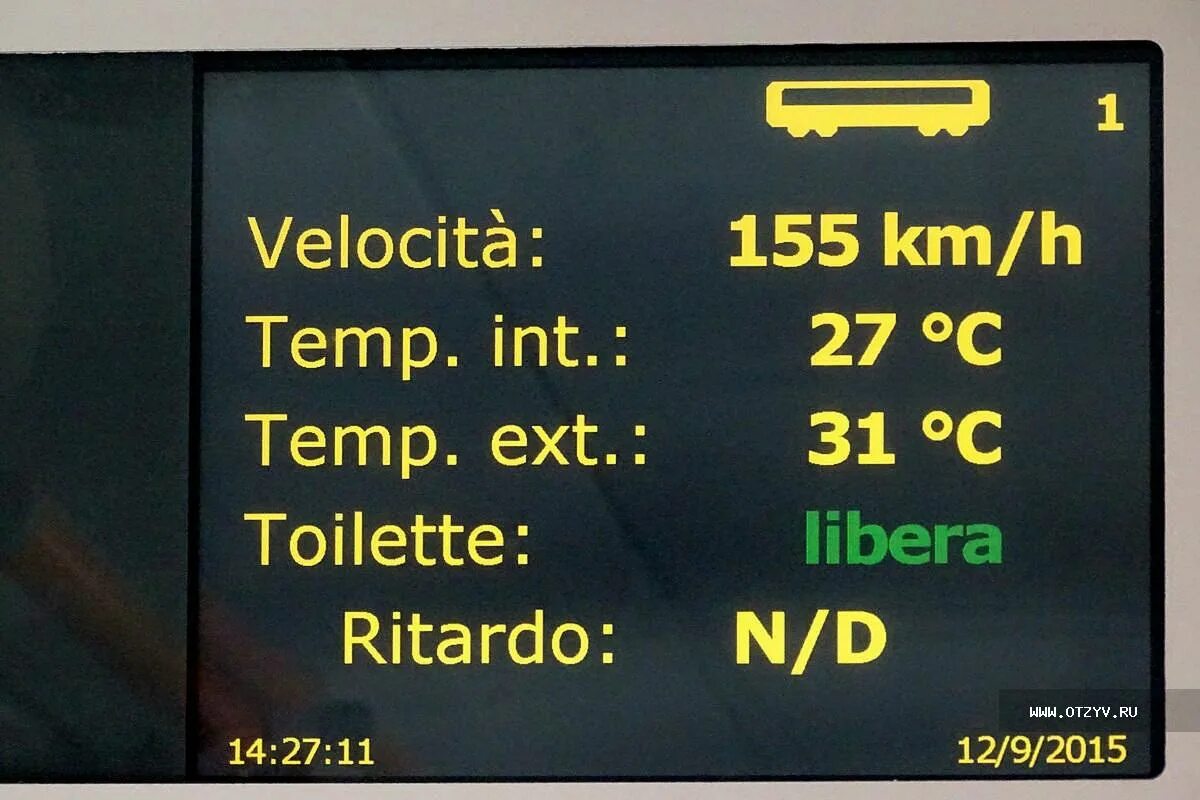 1
Velocità: 155 km/h
Temp. int.: 27 °C
Temp. ext.: 31 °C
Toilette: libera
Ritardo: N/D
WWW.OTZYV.RU
14:27:11 12/9/2015